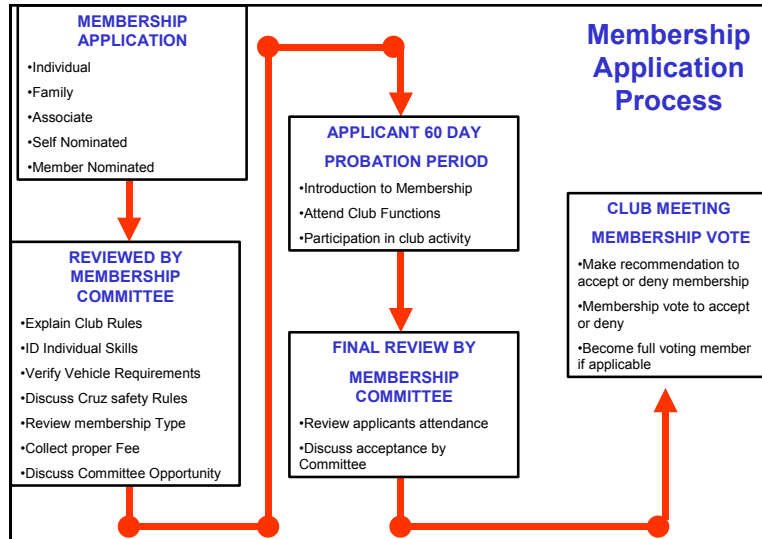 MEMBERSHIP
APPLICATION
•Individual
•Family
•Associate
•Self Nominated
•Member Nominated
REVIEWED BY
MEMBERSHIP
COMMITTEE
•Explain Club Rules
•ID Individual Skills
•Verify Vehicle Requirements
•Discuss Cruz safety Rules
•Review membership Type
•Collect proper Fee
•Discuss Committee Opportunity
APPLICANT 60 DAY
PROBATION PERIOD
•Introduction to Membership
•Attend Club Functions
•Participation in club activity
FINAL REVIEW BY
MEMBERSHIP
COMMITTEE
•Review applicants attendance
•Discuss acceptance by
Committee
Membership
Application
Process
CLUB MEETING
MEMBERSHIP VOTE
•Make recommendation to
accept or deny membership
•Membership vote to accept
or deny
•Become full voting member
if applicable